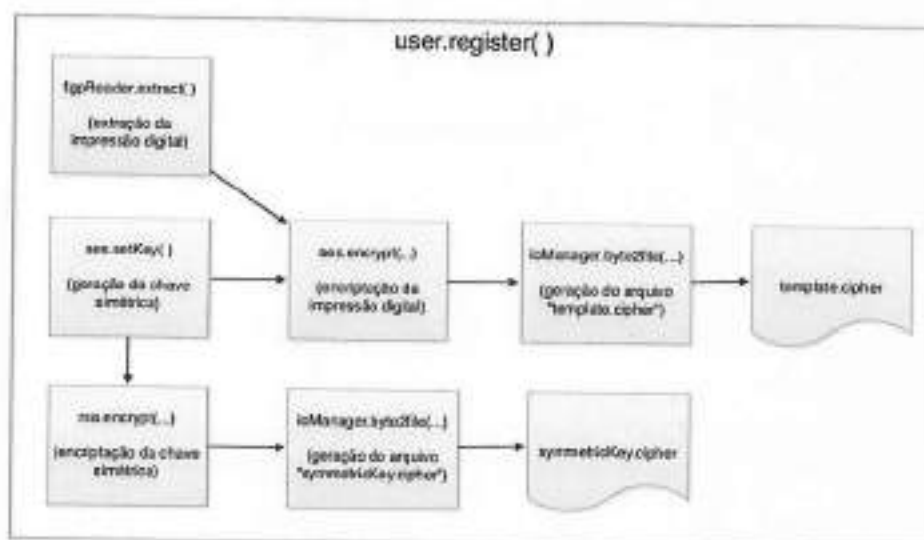 user.register( )
fgpReader.extract( )
(extração da
impressão digital)
aes.setKey( )
(geração da chave
simétrica)
aes.encrypt(...)
(encriptação da
impressão digital)
ioManager.byte2file(...)
(geração do arquivo
"template.cipher")
template.cipher
rsa.encrypt(...)
(encriptação da chave
simétrica)
ioManager.byte2file(...)
(geração do arquivo
"symmetricKey.cipher")
symmetricKey.cipher